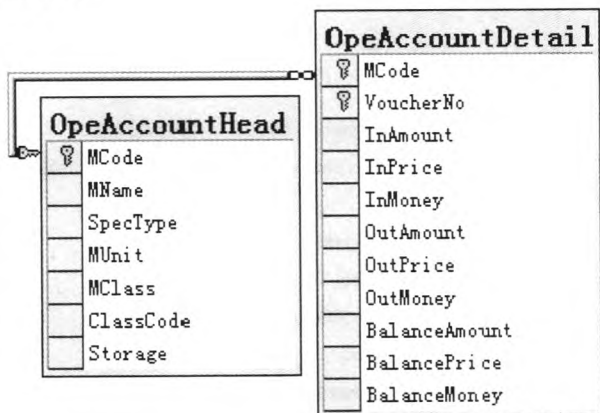 OpeAccountHead
MCode
MName
SpecType
MUnit
MClass
ClassCode
Storage
OpeAccountDetail
MCode
VoucherNo
InAmount
InPrice
InMoney
OutAmount
OutPrice
OutMoney
BalanceAmount
BalancePrice
BalanceMoney